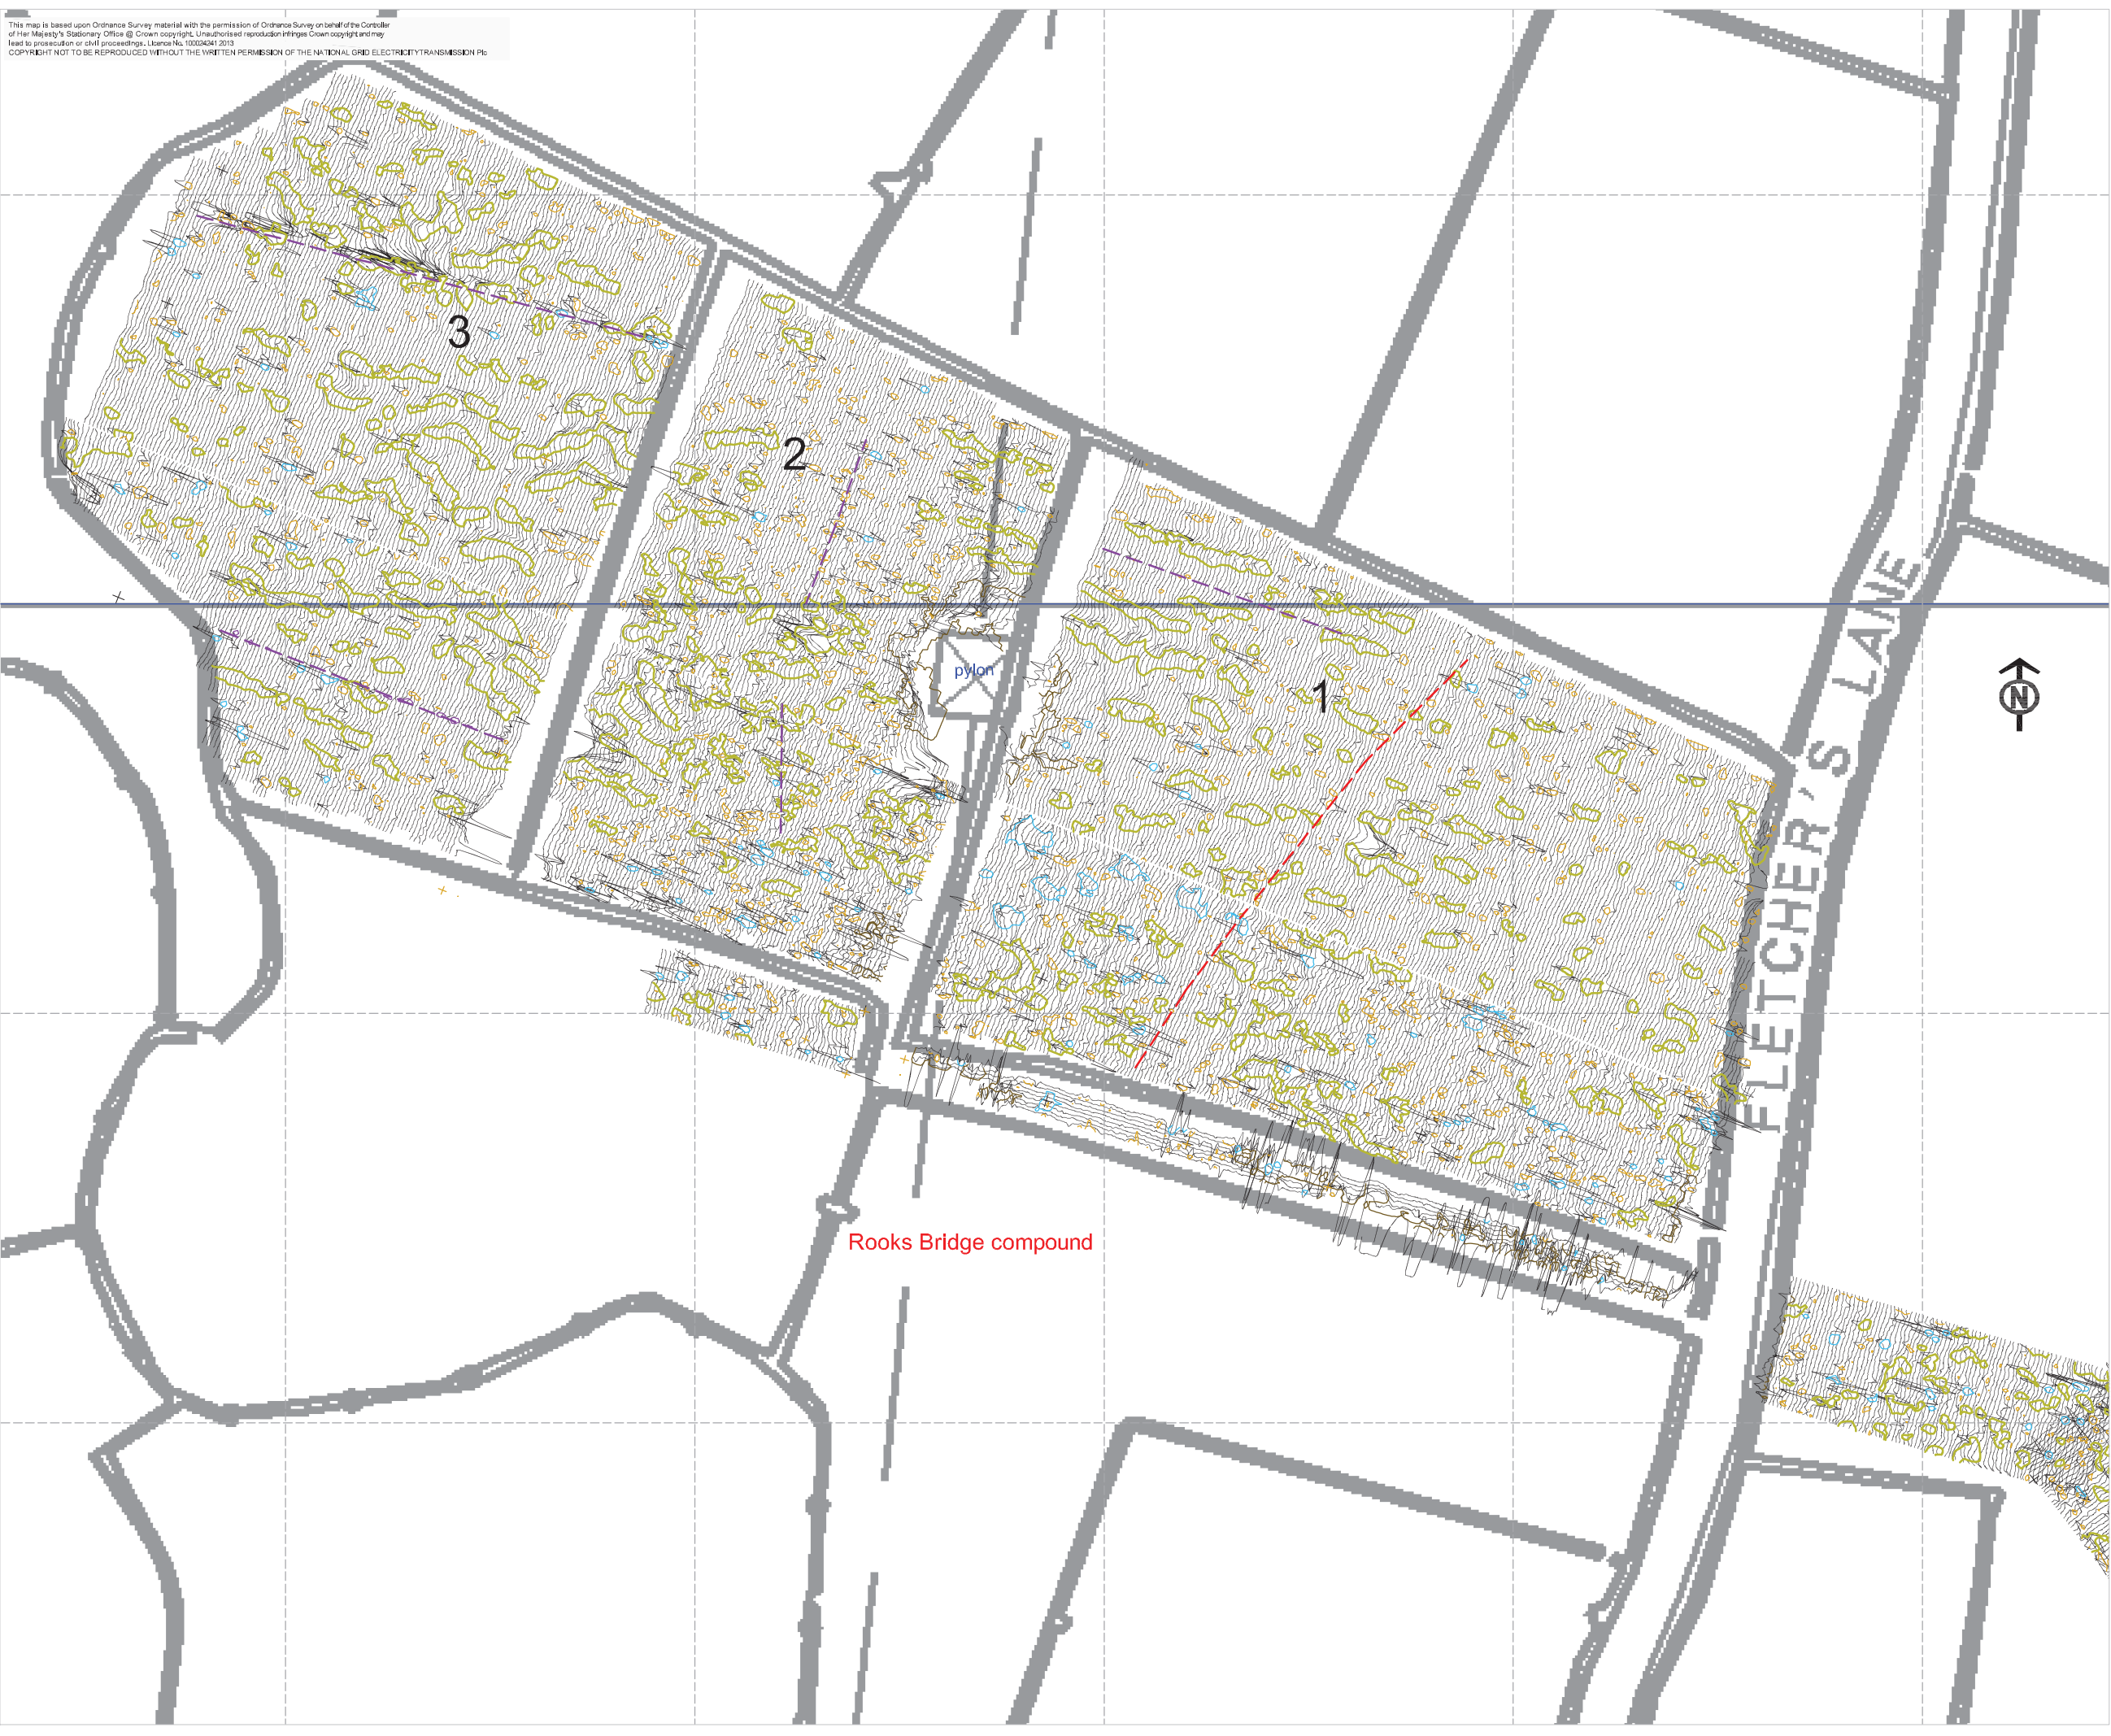 This map is based upon Ordnance Survey material with the permission of Ordnance Survey on behalf of the Controller
of Her Majesty's Stationary Office @ Crown copyright. Unauthorised reproduction infringes Crown copyright and may
lead to prosecution or civil proceedings. Licence No. 100024241 2013
COPYRIGHT NOT TO BE REPRODUCED WITHOUT THE WRITTEN PERMISSION OF THE NATIONAL GRID ELECTRICITY TRANSMISSION Plc
3
2
1
pylon
FLETCHER'S LANE
N
Rooks Bridge compound